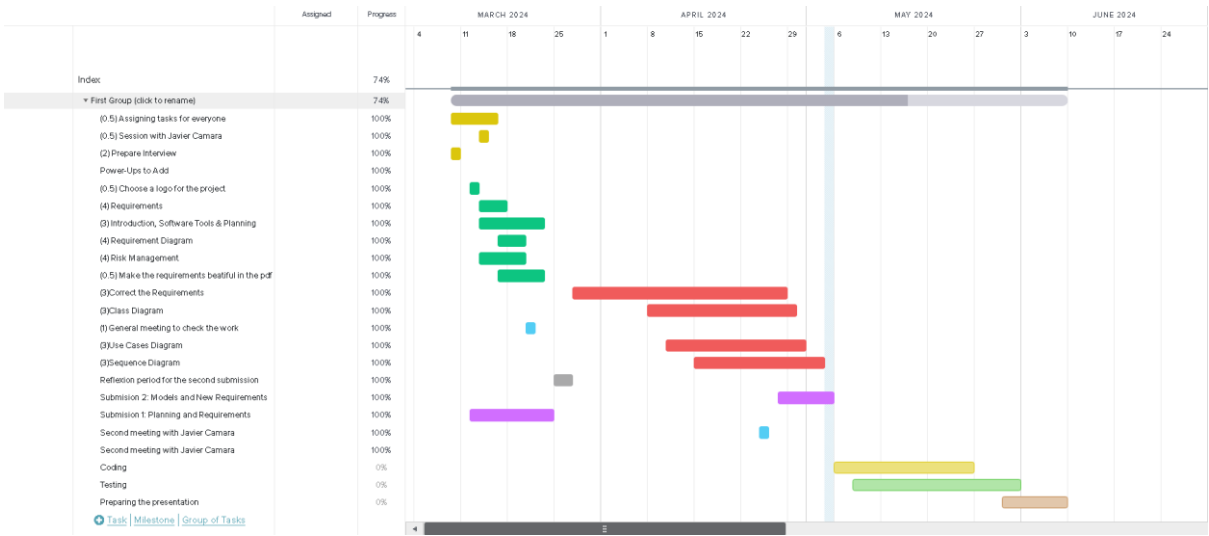 Assigned Progress MARCH 2024 APRIL 2024 MAY 2024 JUNE 2024
4 11 18 25 1 8 15 22 29 6 13 20 27 3 10 17 24
Index 74%
First Group (click to rename) 74%
(0.5) Assigning tasks for everyone 100%
(0.5) Session with Javier Camara 100%
(2) Prepare Interview 100%
Power-Ups to Add 100%
(0.5) Choose a logo for the project 100%
(4) Requirements 100%
(3) Introduction, Software Tools & Planning 100%
(4) Requirement Diagram 100%
(4) Risk Management 100%
(0.5) Make the requirements beatiful in the pdf 100%
(3)Correct the Requirements 100%
(3)Class Diagram 100%
(1) General meeting to check the work 100%
(3)Use Cases Diagram 100%
(3)Sequence Diagram 100%
Reflexion period for the second submission 100%
Submision 2: Models and New Requirements 100%
Submision 1: Planning and Requirements 100%
Second meeting with Javier Camara 100%
Second meeting with Javier Camara 100%
Coding 0%
Testing 0%
Preparing the presentation 0%
Task | Milestone | Group of Tasks